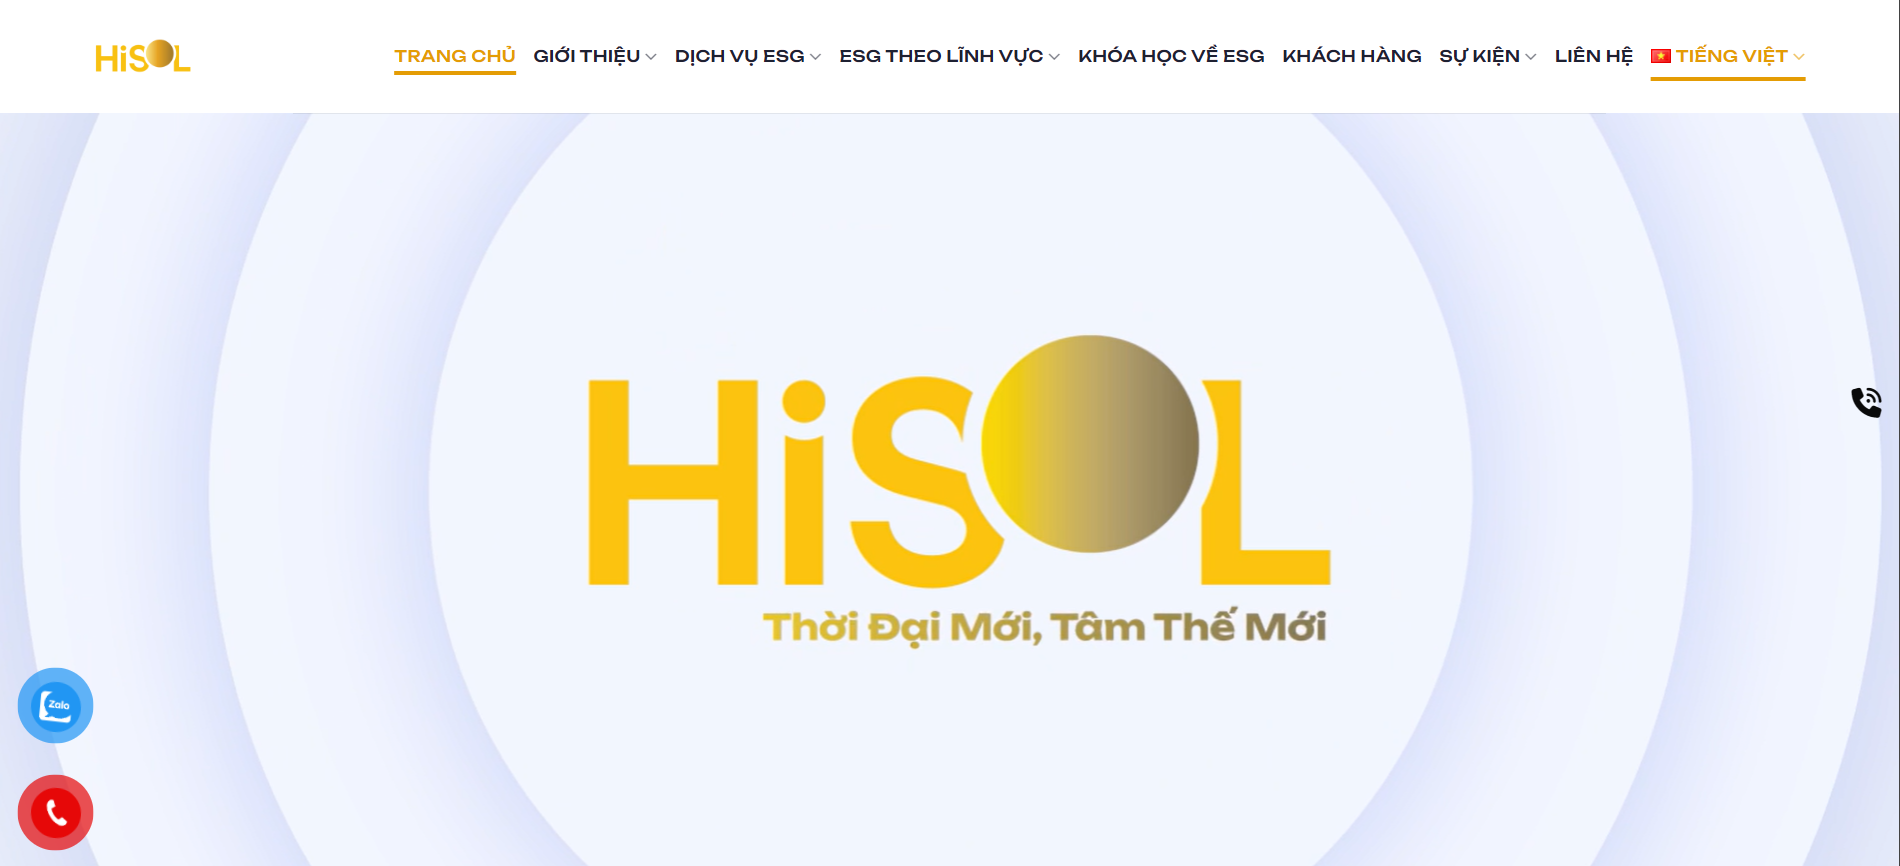 HiSOL TRANG CHỦ GIỚI THIỆU DỊCH VỤ ESG ESG THEO LĨNH VỰC KHÓA HỌC VỀ ESG KHÁCH HÀNG SỰ KIỆN LIÊN HỆ TIẾNG VIỆT
HiSOL
Thời Đại Mới, Tâm Thế Mới
Zalo